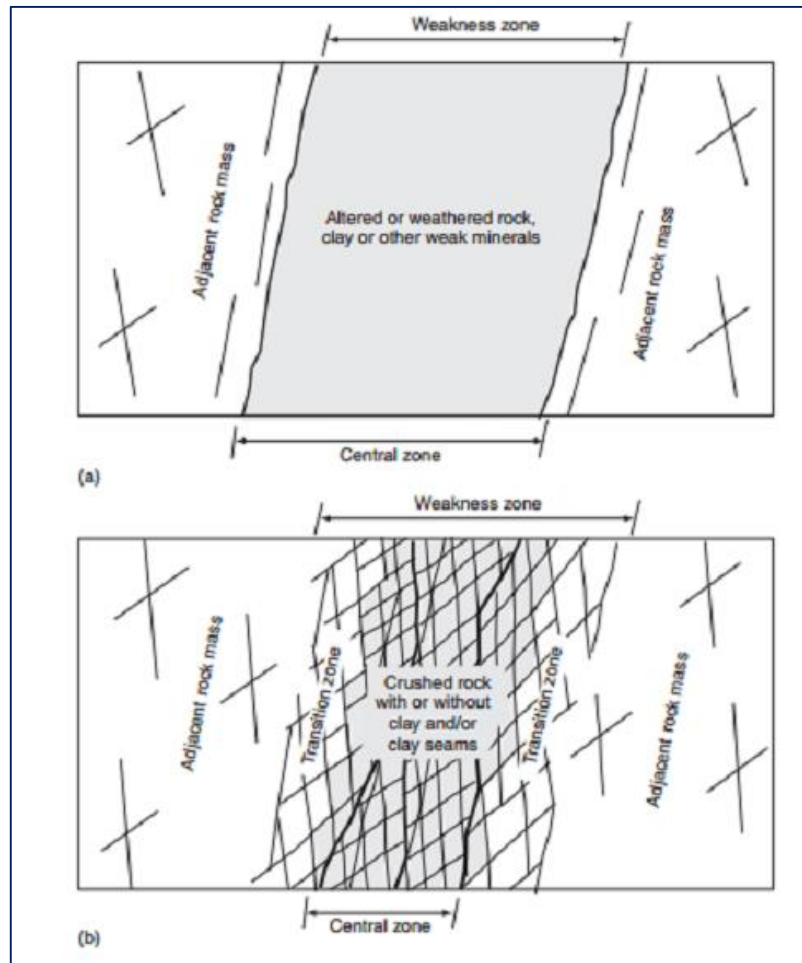 Weakness zone
Adjacent rock mass
Altered or weathered rock,
clay or other weak minerals
Adjacent rock mass
Central zone
(a)
Weakness zone
Adjacent rock mass
Transition zone
Crushed rock
with or without
clay and/or
clay seams
Transition zone
Adjacent rock mass
Central zone
(b)